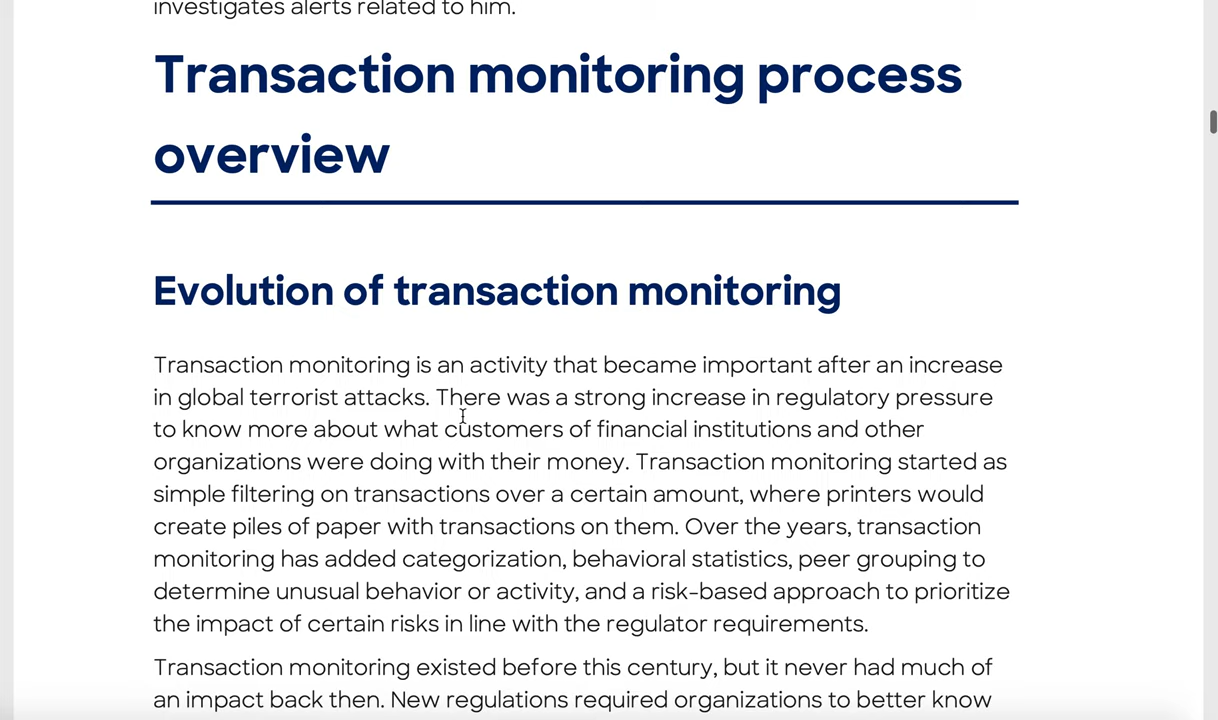 investigates alerts related to him.
Transaction monitoring process
overview
Evolution of transaction monitoring
Transaction monitoring is an activity that became important after an increase
in global terrorist attacks. There was a strong increase in regulatory pressure
to know more about what customers of financial institutions and other
organizations were doing with their money. Transaction monitoring started as
simple filtering on transactions over a certain amount, where printers would
create piles of paper with transactions on them. Over the years, transaction
monitoring has added categorization, behavioral statistics, peer grouping to
determine unusual behavior or activity, and a risk-based approach to prioritize
the impact of certain risks in line with the regulator requirements.
Transaction monitoring existed before this century, but it never had much of
an impact back then. New regulations required organizations to better know